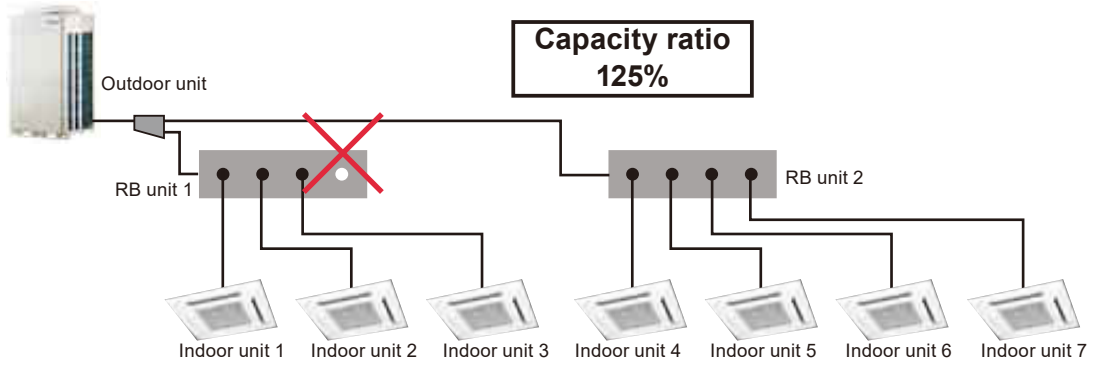 Capacity ratio
125%
Outdoor unit
RB unit 1
RB unit 2
Indoor unit 1
Indoor unit 2
Indoor unit 3
Indoor unit 4
Indoor unit 5
Indoor unit 6
Indoor unit 7